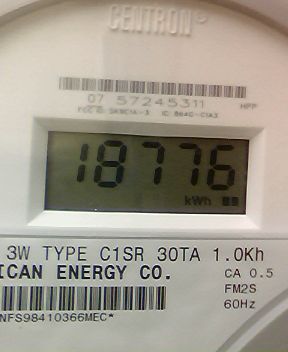 CENTRON
07 57245311 HPP
18776
kWh
3W TYPE C1SR 30TA 1.0Kh
ICAN ENERGY CO. CA 0.5
FM2S
60Hz
NFS98410366MEC*